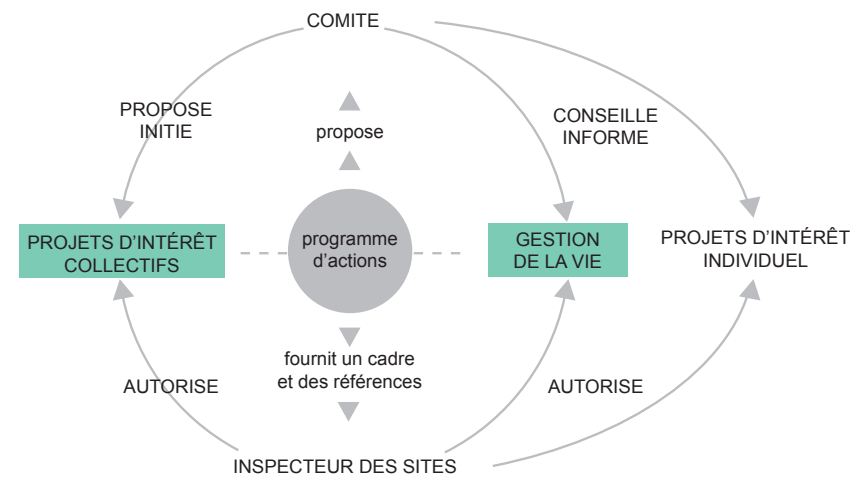 COMITE
PROPOSE
INITIE
propose
CONSEILLE
INFORME
PROJETS D'INTÉRÊT
COLLECTIFS
programme
d'actions
GESTION
DE LA VIE
PROJETS D'INTÉRÊT
INDIVIDUEL
fournit un cadre
et des références
AUTORISE
AUTORISE
INSPECTEUR DES SITES